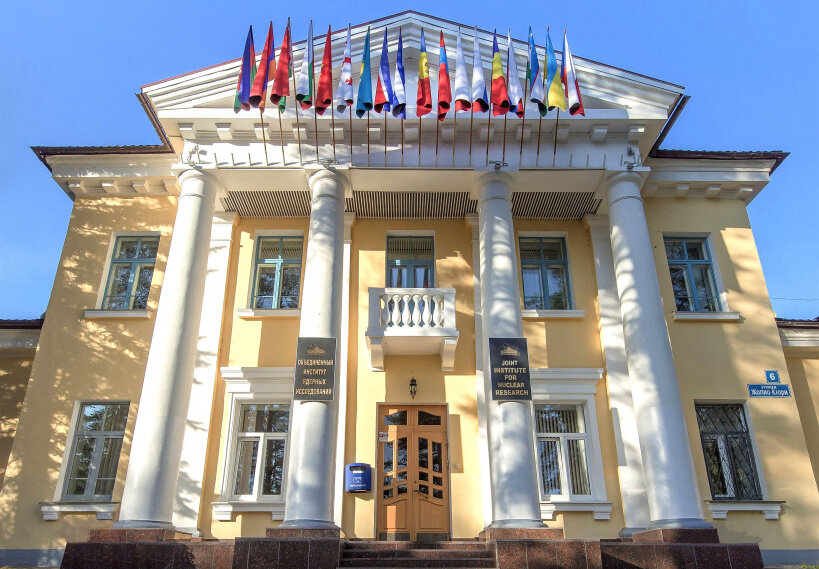 ОБЪЕДИНЕННЫЙ
ИНСТИТУТ
ЯДЕРНЫХ
ИССЛЕДОВАНИЙ
JOINT
INSTITUTE
FOR
NUCLEAR
RESEARCH
6
Жолио-Кюри